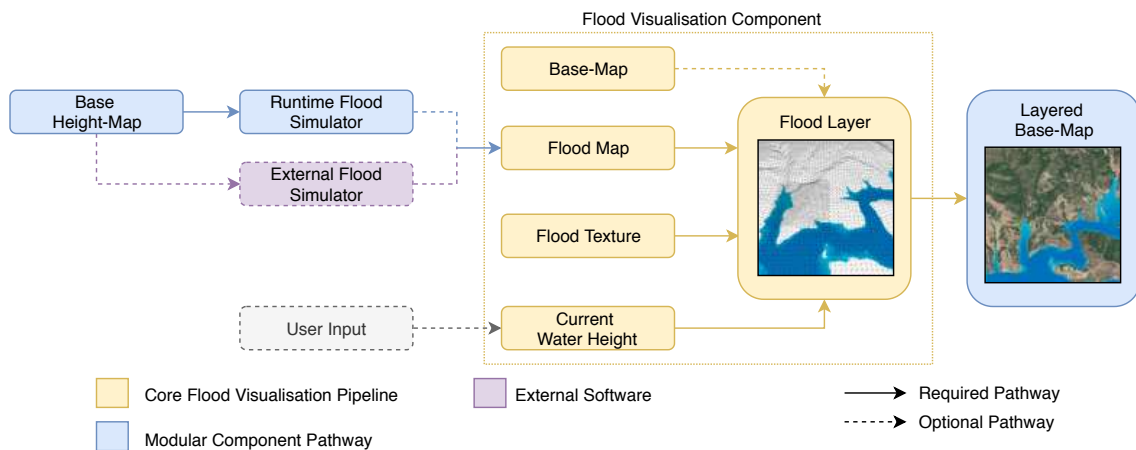 Flood Visualisation Component
Base-Map
Base
Height-Map
Runtime Flood
Simulator
External Flood
Simulator
Flood Map
Flood Texture
User Input
Current
Water Height
Flood Layer
Layered
Base-Map
Core Flood Visualisation Pipeline
External Software
Required Pathway
Optional Pathway
Modular Component Pathway